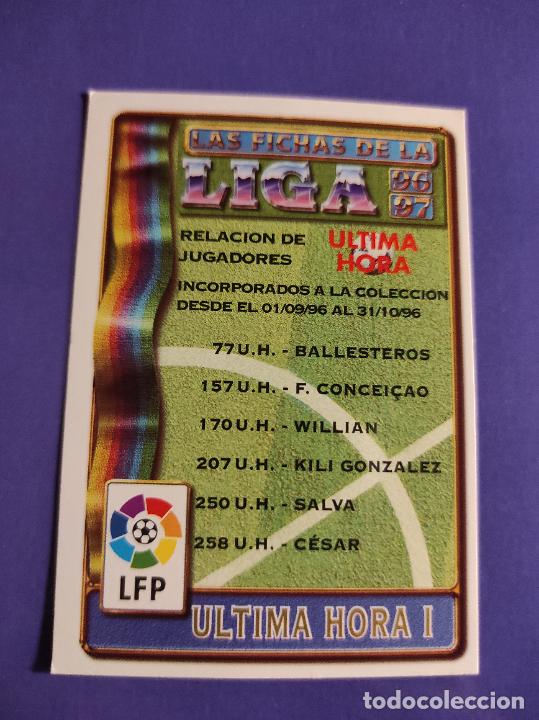 LAS FICHAS DE LA
LIGA 96
97
RELACION DE ULTIMA
JUGADORES HORA
INCORPORADOS A LA COLECCIÓN
DESDE EL 01/09/96 AL 31/10/96
77 U.H. - BALLESTEROS
157 U.H. - F. CONCEIÇAO
170 U.H. - WILLIAN
207 U.H. - KILI GONZALEZ
250 U.H. - SALVA
258 U.H. - CÉSAR
LFP
ULTIMA HORA I
todocoleccion